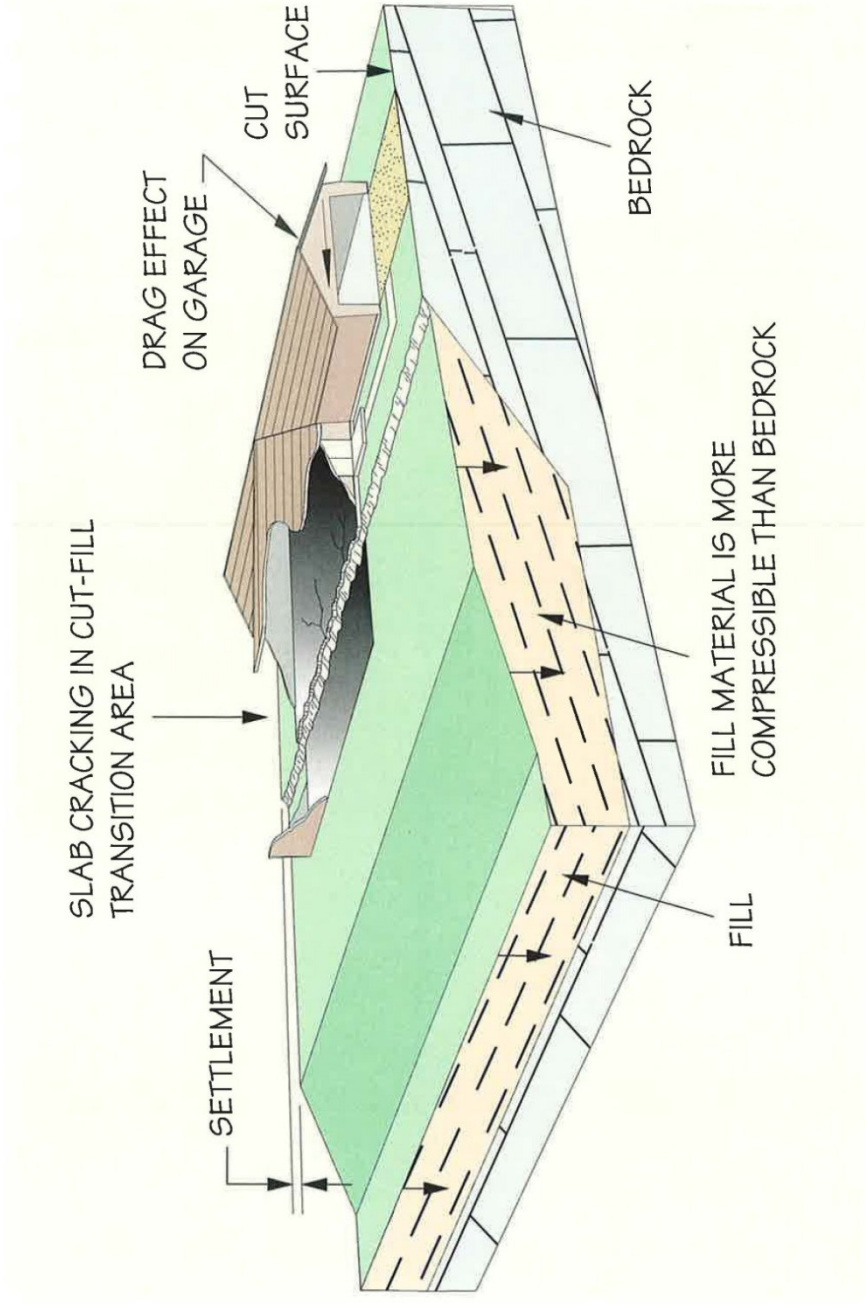 SETTLEMENT
SLAB CRACKING IN CUT-FILL
TRANSITION AREA
DRAG EFFECT
ON GARAGE
CUT
SURFACE
FILL
FILL MATERIAL IS MORE
COMPRESSIBLE THAN BEDROCK
BEDROCK